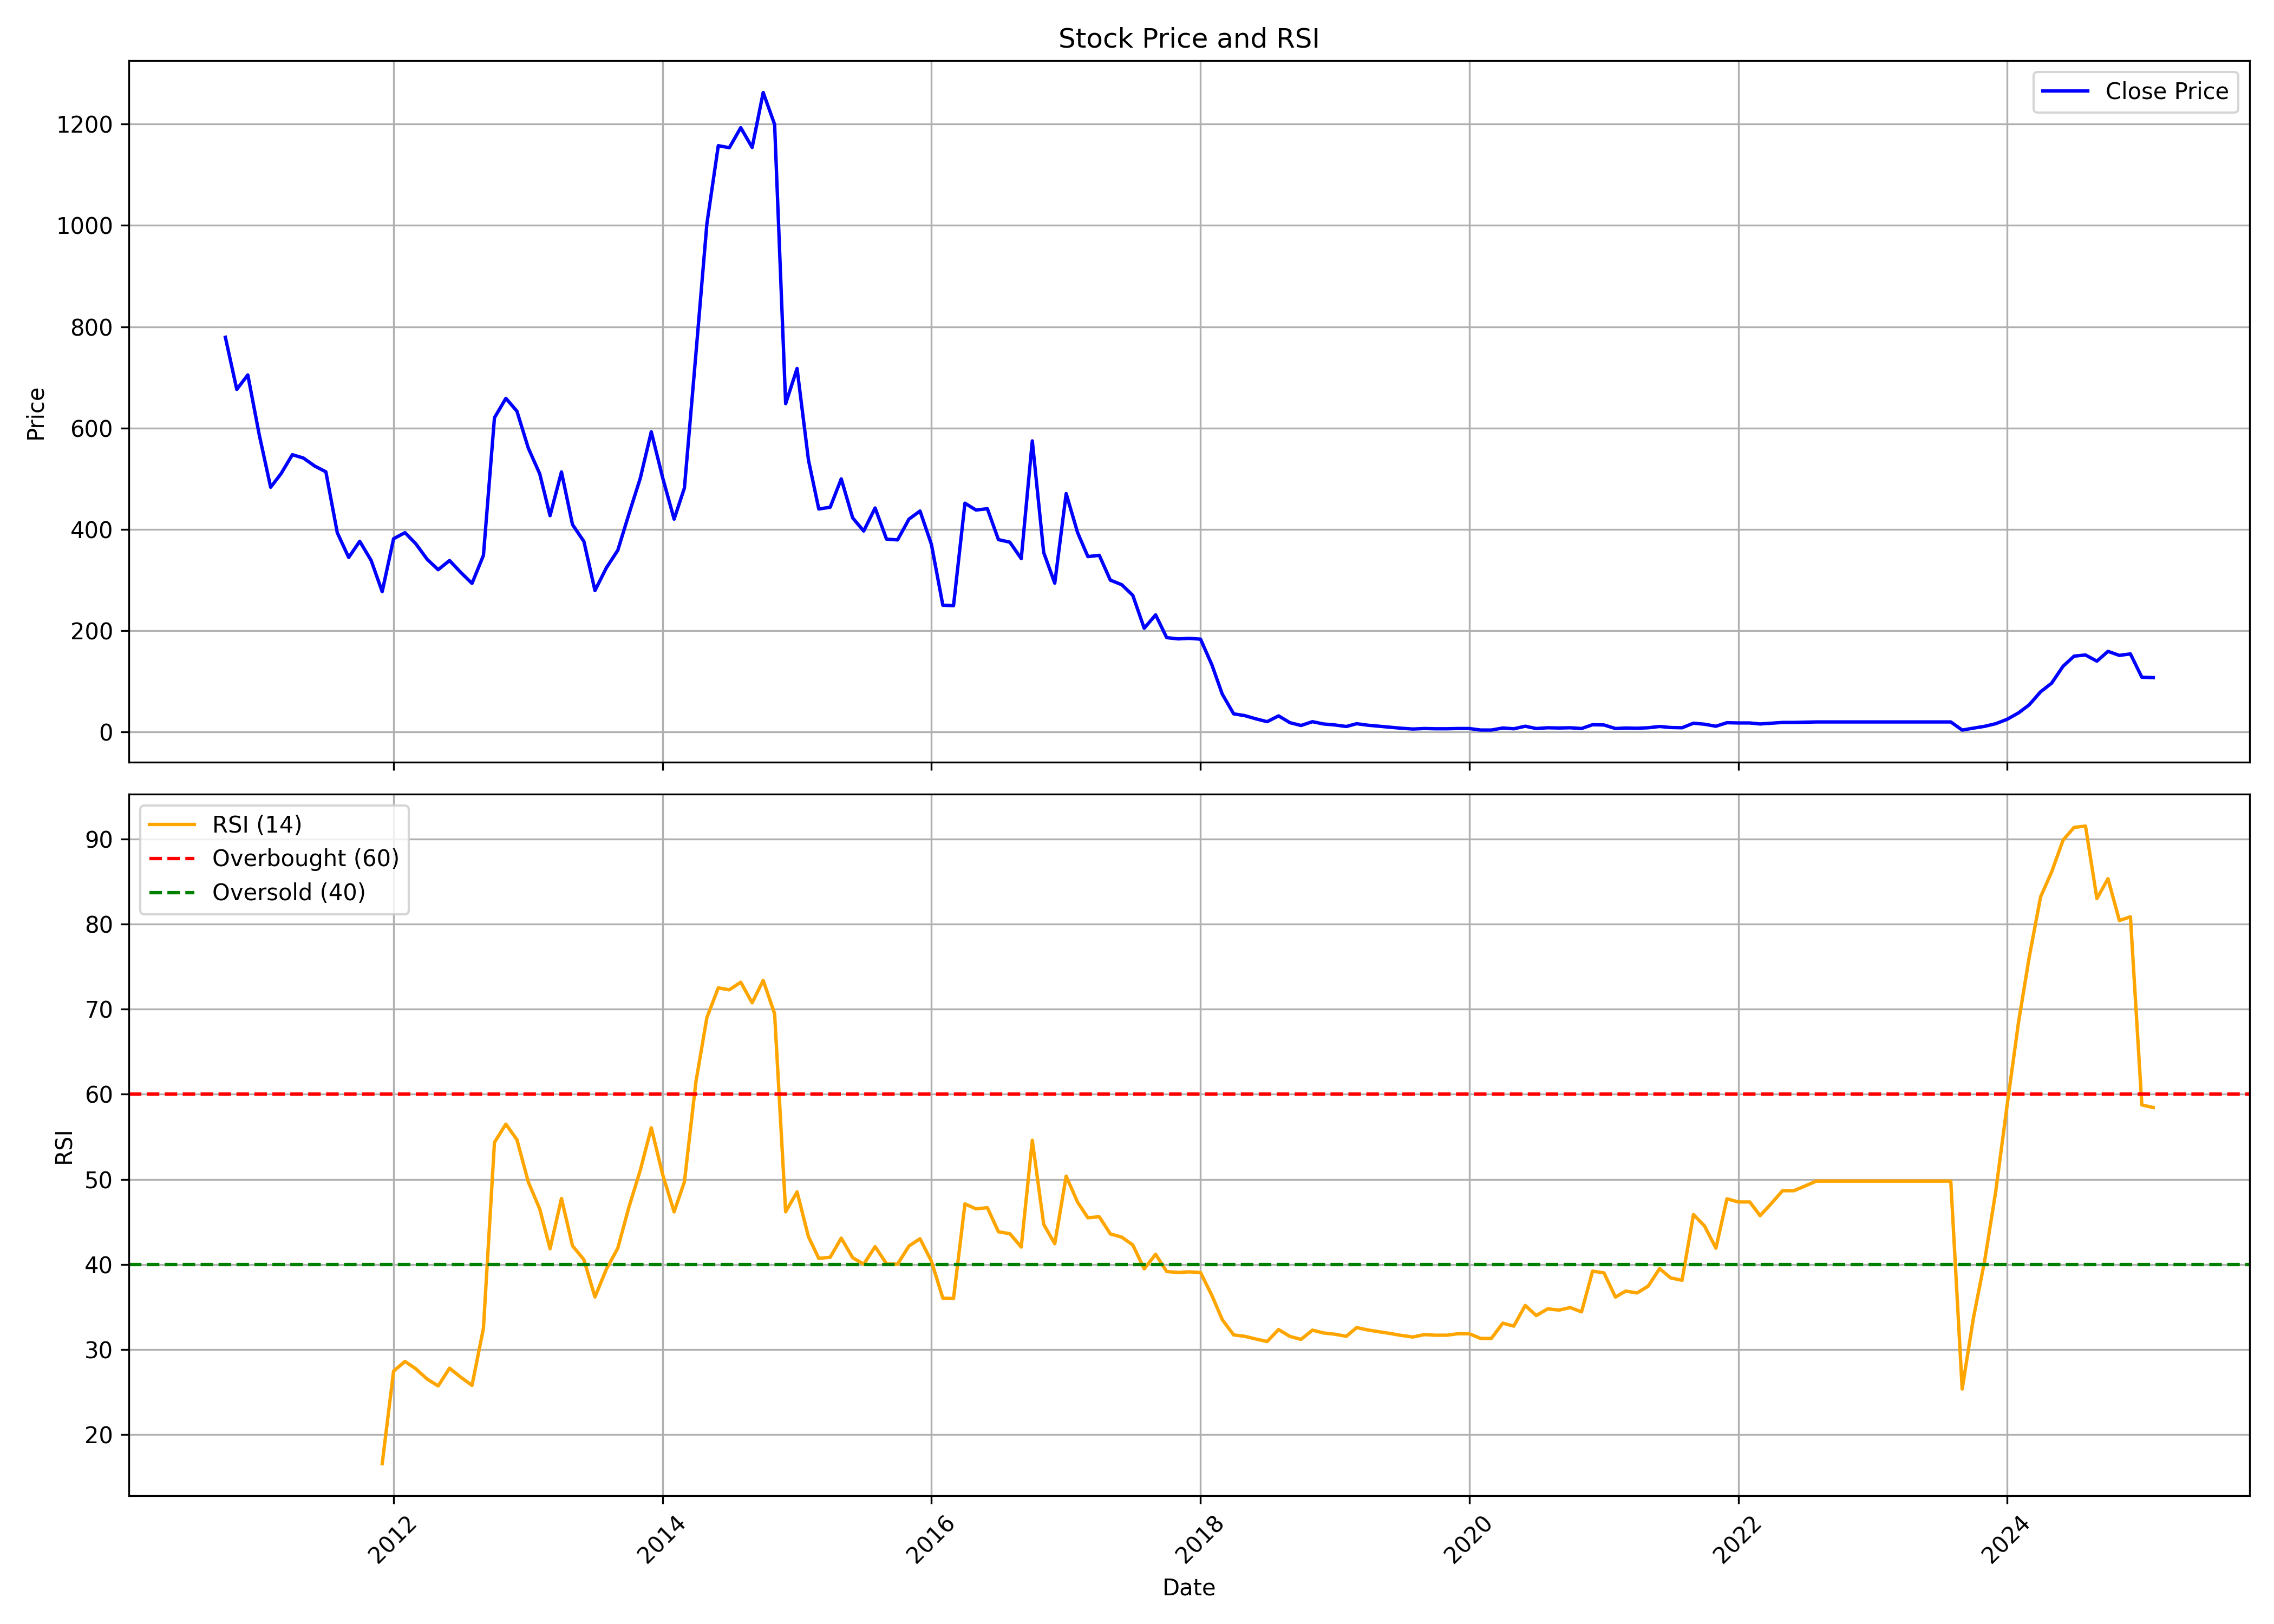 Stock Price and RSI
Close Price
Price
1200
1000
800
600
400
200
0
RSI (14)
Overbought (60)
Oversold (40)
RSI
90
80
70
60
50
40
30
20
2012
2014
2016
2018
2020
2022
2024
Date